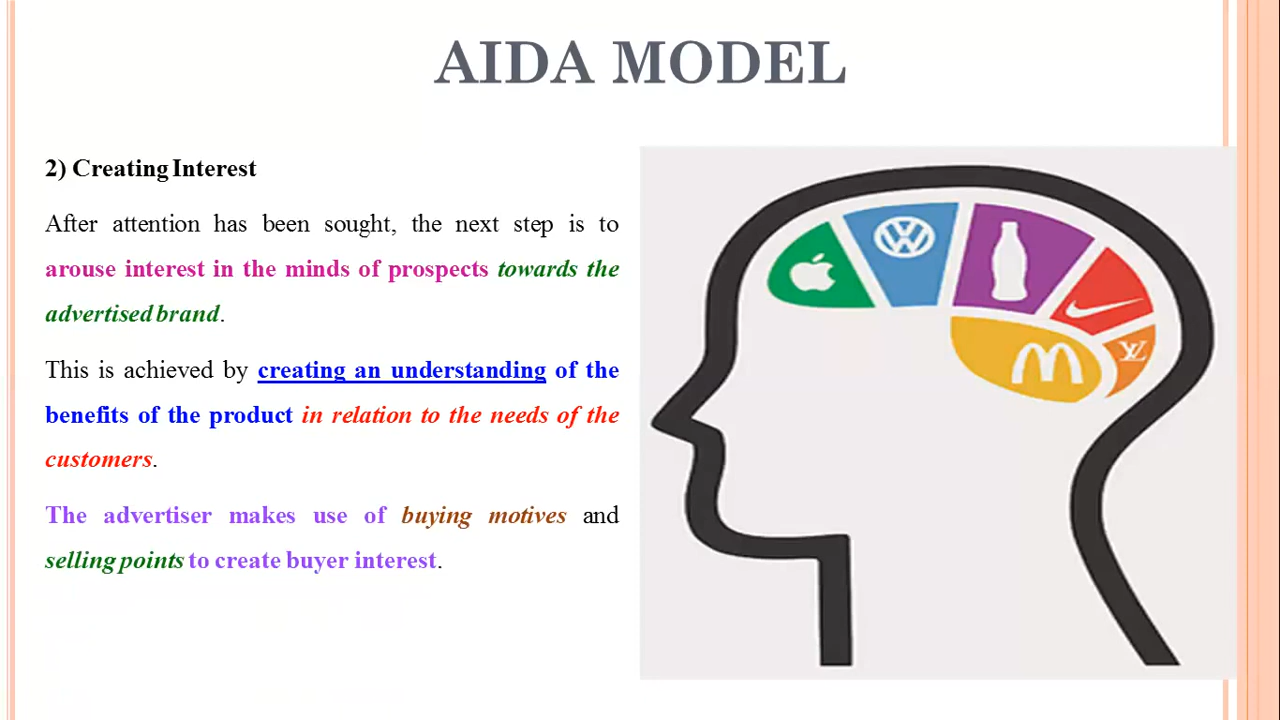 AIDA MODEL
2) Creating Interest
After attention has been sought, the next step is to
arouse interest in the minds of prospects towards the
advertised brand.
This is achieved by creating an understanding of the
benefits of the product in relation to the needs of the
customers.
The advertiser makes use of buying motives and
selling points to create buyer interest.